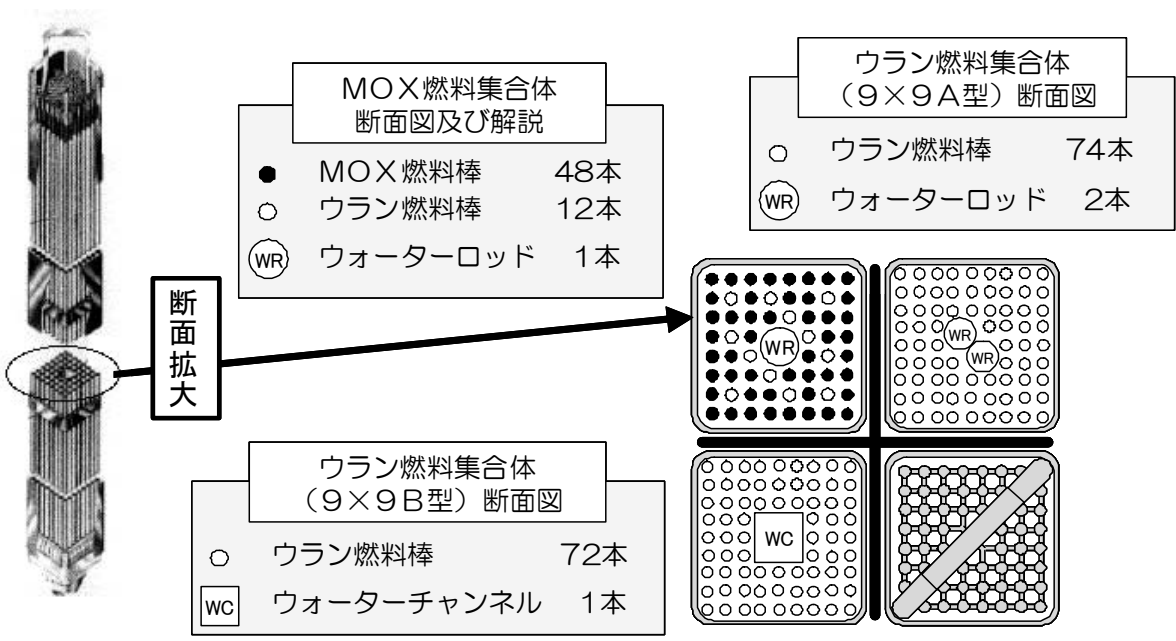 MOX燃料集合体
断面図及び解説
MOX燃料棒 48本
ウラン燃料棒 12本
WR ウォーターロッド 1本
ウラン燃料集合体
(9×9A型)断面図
ウラン燃料棒 74本
WR ウォーターロッド 2本
断面拡大
WR
WR
WR
WC
ウラン燃料集合体
(9×9B型)断面図
ウラン燃料棒 72本
WC ウォーターチャンネル 1本